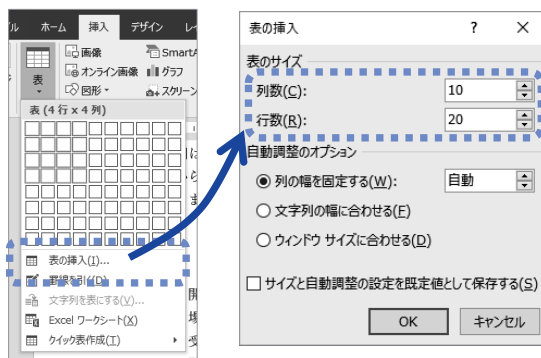 ホーム 挿入 デザイン
表
画像
オンライン画像
図形
SmartA
グラフ
スクリーン
表 (4 行 x 4 列)
表の挿入(I)...
罫線を引く(D)
文字列を表にする(V)...
Excel ワークシート(X)
クイック表作成(T)
表の挿入 ? ×
表のサイズ
列数(C): 10
行数(R): 20
自動調整のオプション
列の幅を固定する(W): 自動
文字列の幅に合わせる(F)
ウィンドウ サイズに合わせる(D)
サイズと自動調整の設定を既定値として保存する(S)
OK キャンセル